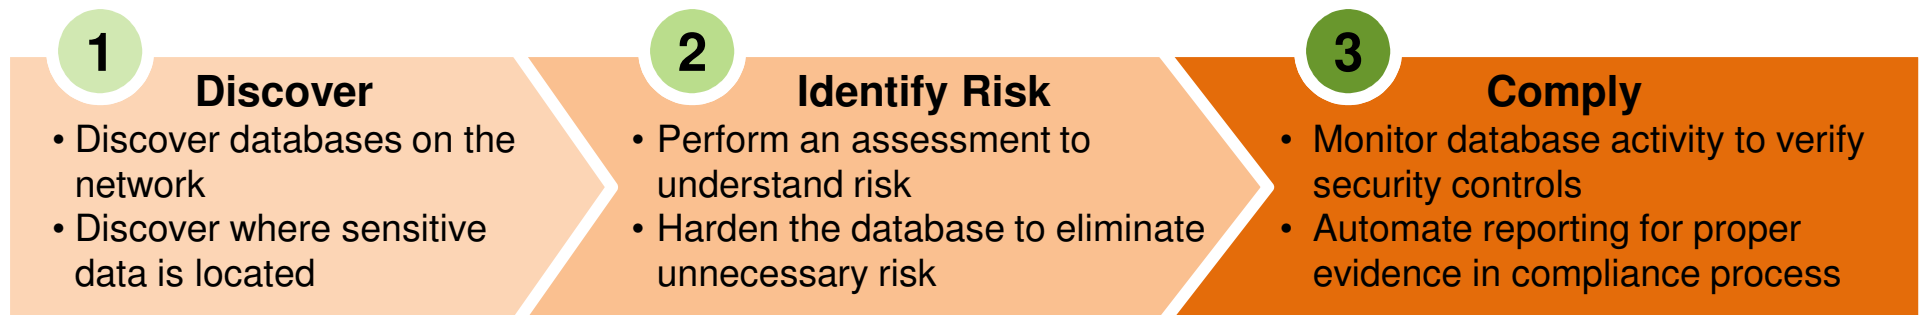 1
Discover
• Discover databases on the
network
• Discover where sensitive
data is located
2
Identify Risk
• Perform an assessment to
understand risk
• Harden the database to eliminate
unnecessary risk
3
Comply
• Monitor database activity to verify
security controls
• Automate reporting for proper
evidence in compliance process